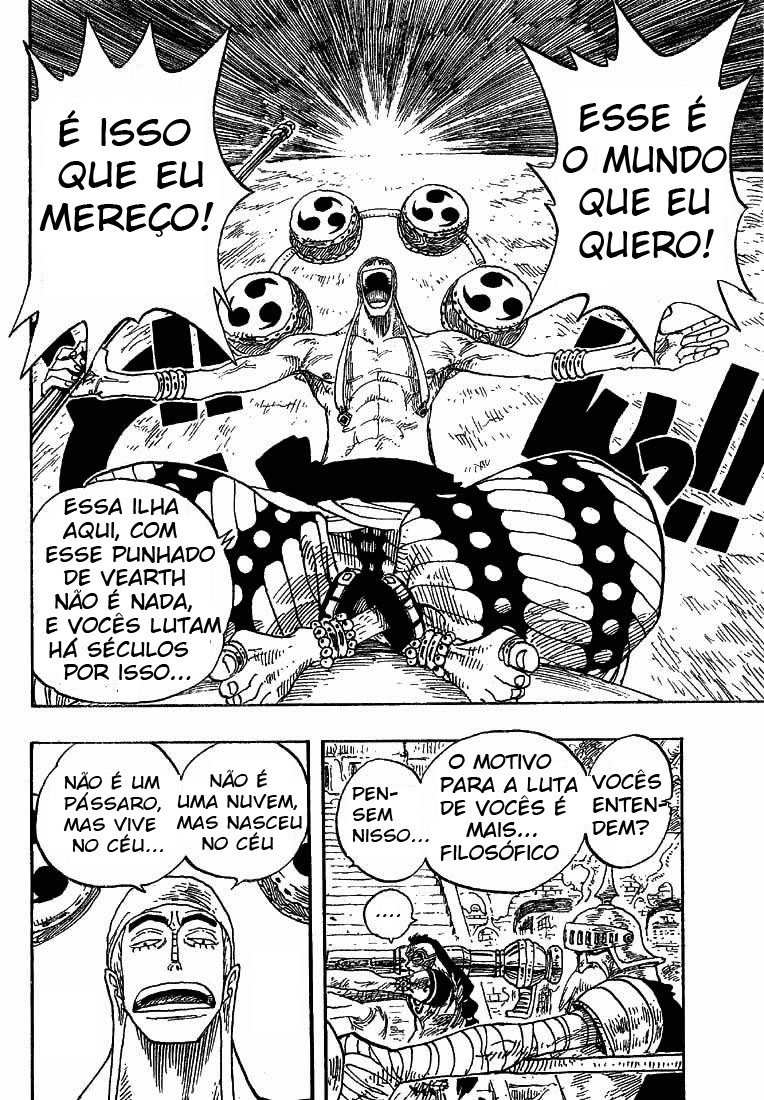 ESSE É
O MUNDO
QUE EU
QUERO!
É ISSO
QUE EU
MEREÇO!
ESSA ILHA
AQUI, COM
ESSE PUNHADO
DE VEARTH
NÃO É NADA,
E VOCÊS LUTAM
HÁ SÉCULOS
POR ISSO...
VOCÊS
ENTEN-
DEM?
O MOTIVO
PARA A LUTA
DE VOCÊS É
MAIS...
FILOSÓFICO
PEN-
SEM
NISSO...
.....
NÃO É
UMA NUVEM,
MAS NASCEU
NO CÉU
NÃO É UM
PÁSSARO,
MAS VIVE
NO CÉU...